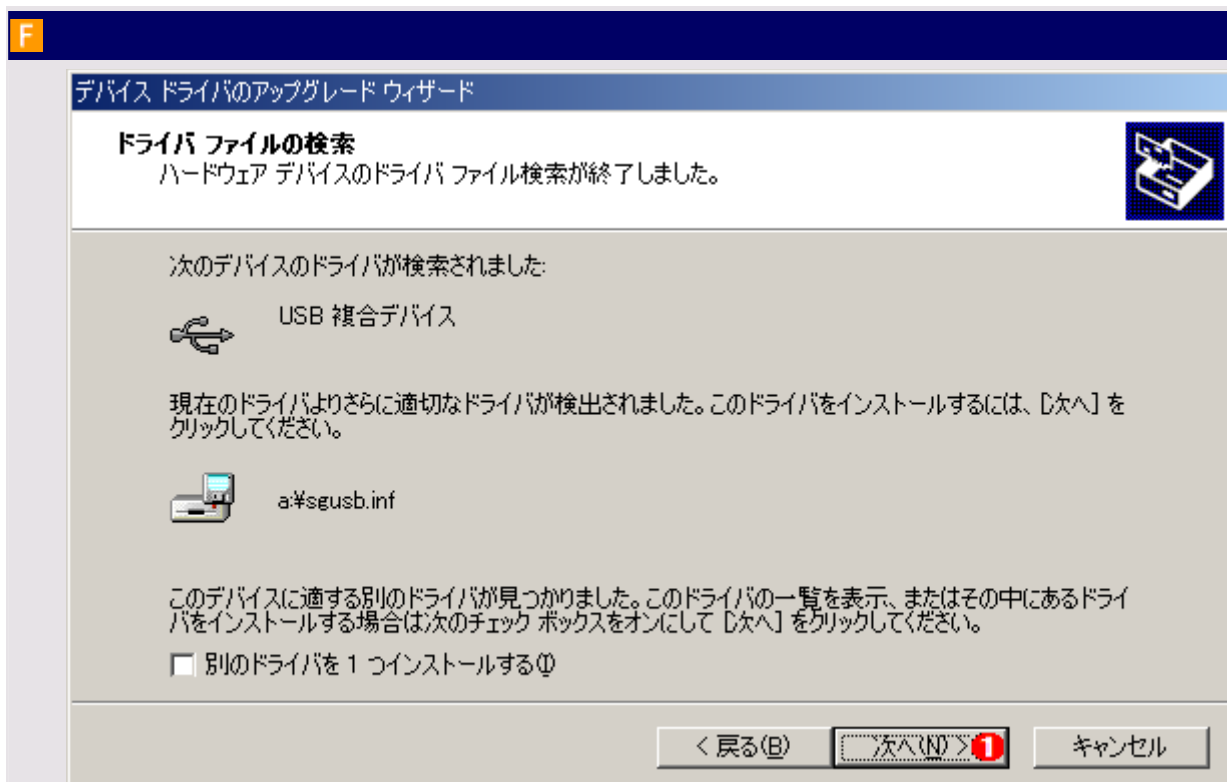 F
デバイス ドライバのアップグレード ウィザード
ドライバ ファイルの検索
ハードウェア デバイスのドライバ ファイル検索が終了しました。
次のデバイスのドライバが検索されました:
USB 複合デバイス
現在のドライバよりさらに適切なドライバが検出されました。このドライバをインストールするには、[次へ] を
クリックしてください。
a:¥sgusb.inf
このデバイスに適する別のドライバが見つかりました。このドライバの一覧を表示、またはその中にあるドライ
バをインストールする場合は次のチェック ボックスをオンにして [次へ] をクリックしてください。
別のドライバを 1 つインストールする(I)
< 戻る(B) 次へ(N) > 1 キャンセル